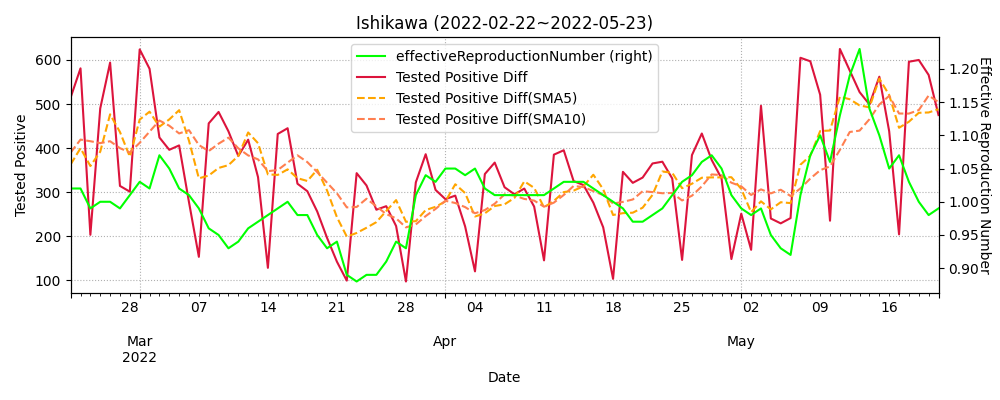 Ishikawa (2022-02-22~2022-05-23)
effectiveReproductionNumber (right)
Tested Positive Diff
Tested Positive Diff(SMA5)
Tested Positive Diff(SMA10)
Tested Positive
600
500
400
300
200
100
1.20
1.15
1.10
1.05
1.00
0.95
0.90
Effective Reproduction Number
28 07 14 21 28 04 11 18 25 02 09 16
Mar Apr May
2022
Date